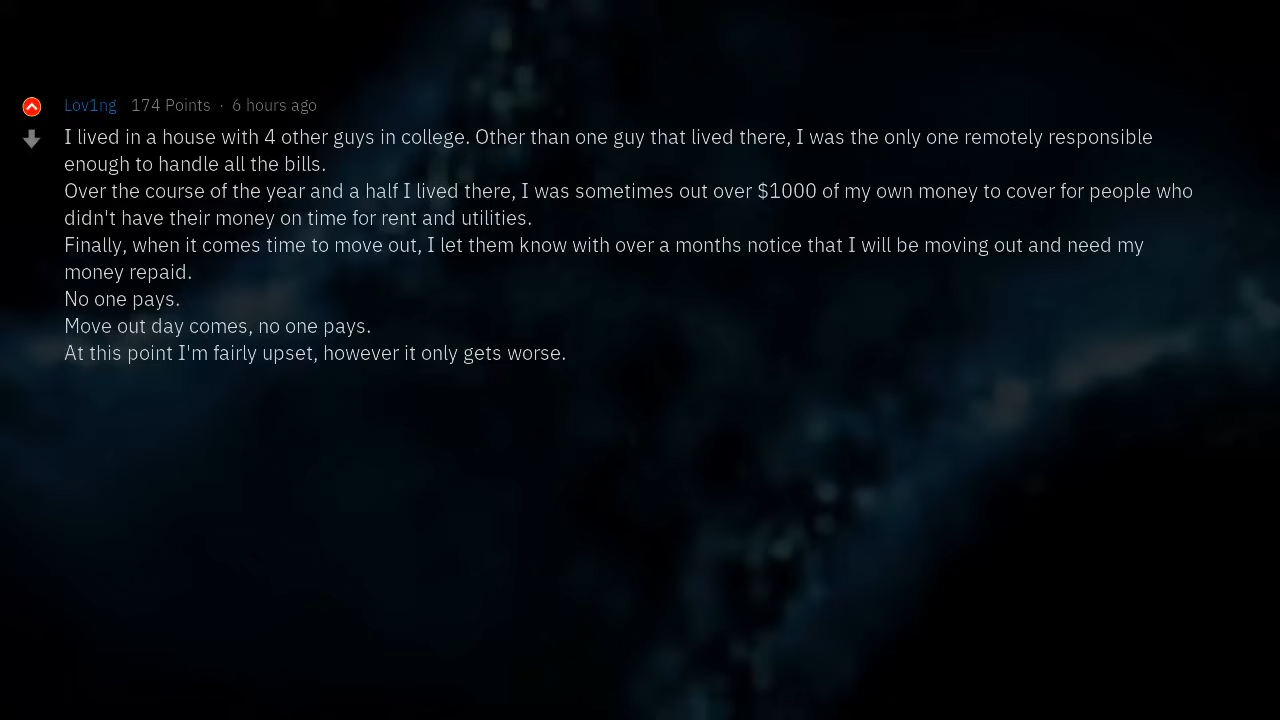 Lov1ng 174 Points · 6 hours ago
I lived in a house with 4 other guys in college. Other than one guy that lived there, I was the only one remotely responsible
enough to handle all the bills.
Over the course of the year and a half I lived there, I was sometimes out over $1000 of my own money to cover for people who
didn't have their money on time for rent and utilities.
Finally, when it comes time to move out, I let them know with over a months notice that I will be moving out and need my
money repaid.
No one pays.
Move out day comes, no one pays.
At this point I'm fairly upset, however it only gets worse.